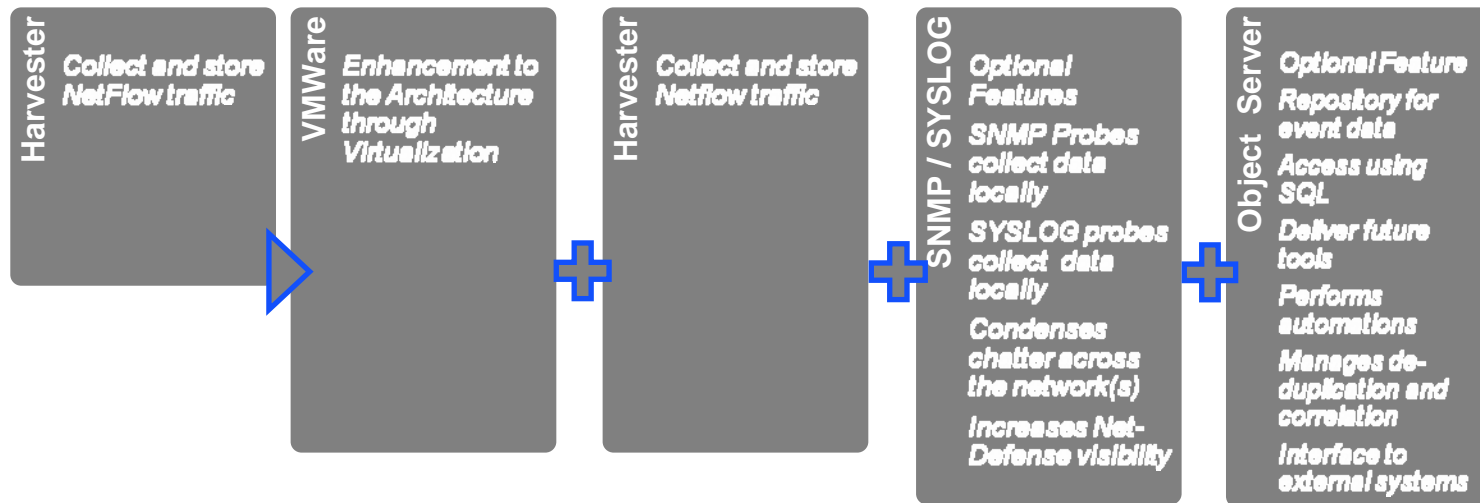 Harvester
Collect and store
NetFlow traffic
VMWare
Enhancement to
the Architecture
through
Virtualization
Harvester
Collect and store
Netflow traffic
SNMP / SYSLOG
Optional
Features
SNMP Probes
collect data
locally
SYSLOG probes
collect data
locally
Condenses
chatter across
the network(s)
Increases Net-
Defense visibility
Object Server
Optional Feature
Repository for
event data
Access using
SQL
Deliver future
tools
Performs
automations
Manages de-
duplication and
correlation
Interface to
external systems